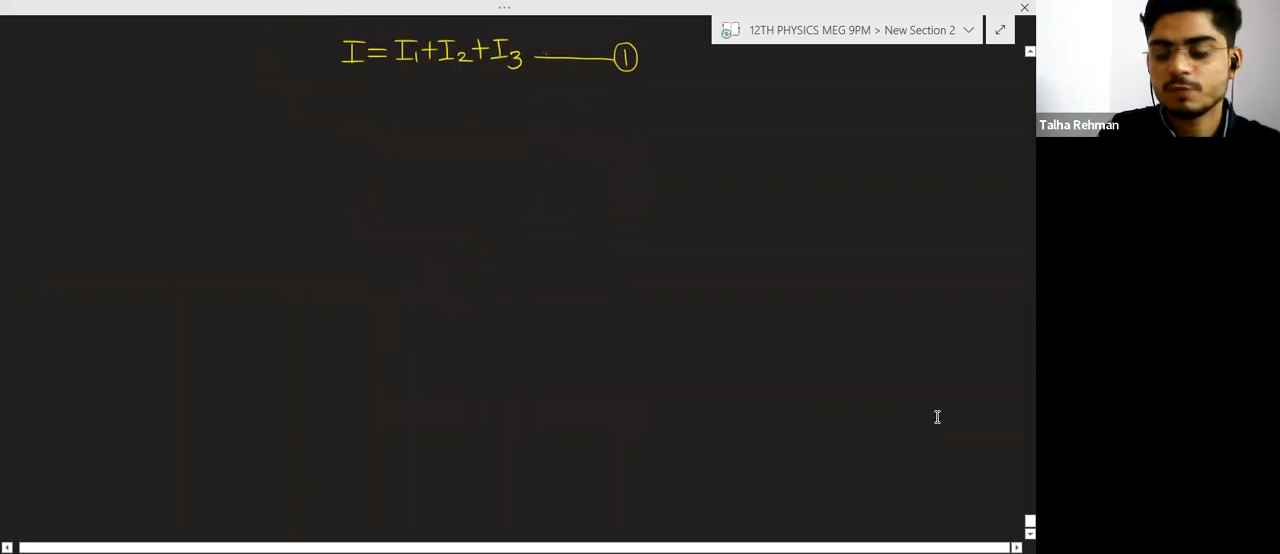 12TH PHYSICS MEG 9PM > New Section 2
I = I₁ + I₂ + I₃ ——— ①
Talha Rehman